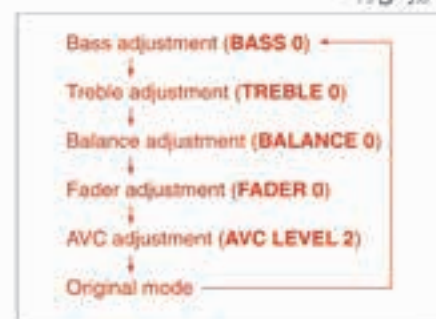 Bass adjustment (BASS 0)
Treble adjustment (TREBLE 0)
Balance adjustment (BALANCE 0)
Fader adjustment (FADER 0)
AVC adjustment (AVC LEVEL 2)
Original mode